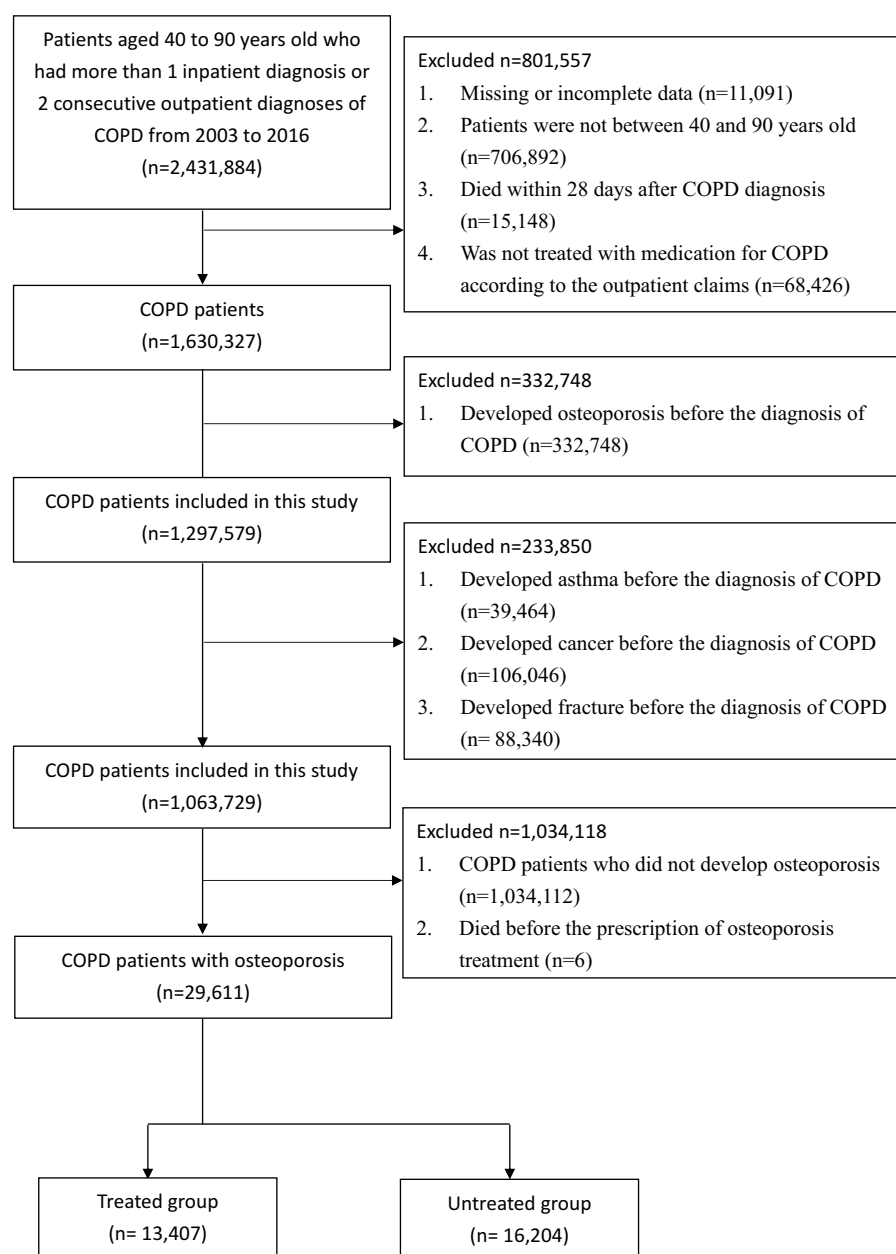 Patients aged 40 to 90 years old who
had more than 1 inpatient diagnosis or
2 consecutive outpatient diagnoses of
COPD from 2003 to 2016
(n=2,431,884)
Excluded n=801,557
1. Missing or incomplete data (n=11,091)
2. Patients were not between 40 and 90 years old
(n=706,892)
3. Died within 28 days after COPD diagnosis
(n=15,148)
4. Was not treated with medication for COPD
according to the outpatient claims (n=68,426)
COPD patients
(n=1,630,327)
Excluded n=332,748
1. Developed osteoporosis before the diagnosis of
COPD (n=332,748)
COPD patients included in this study
(n=1,297,579)
Excluded n=233,850
1. Developed asthma before the diagnosis of COPD
(n=39,464)
2. Developed cancer before the diagnosis of COPD
(n=106,046)
3. Developed fracture before the diagnosis of COPD
(n= 88,340)
COPD patients included in this study
(n=1,063,729)
Excluded n=1,034,118
1. COPD patients who did not develop osteoporosis
(n=1,034,112)
2. Died before the prescription of osteoporosis
treatment (n=6)
COPD patients with osteoporosis
(n=29,611)
Treated group
(n= 13,407)
Untreated group
(n= 16,204)